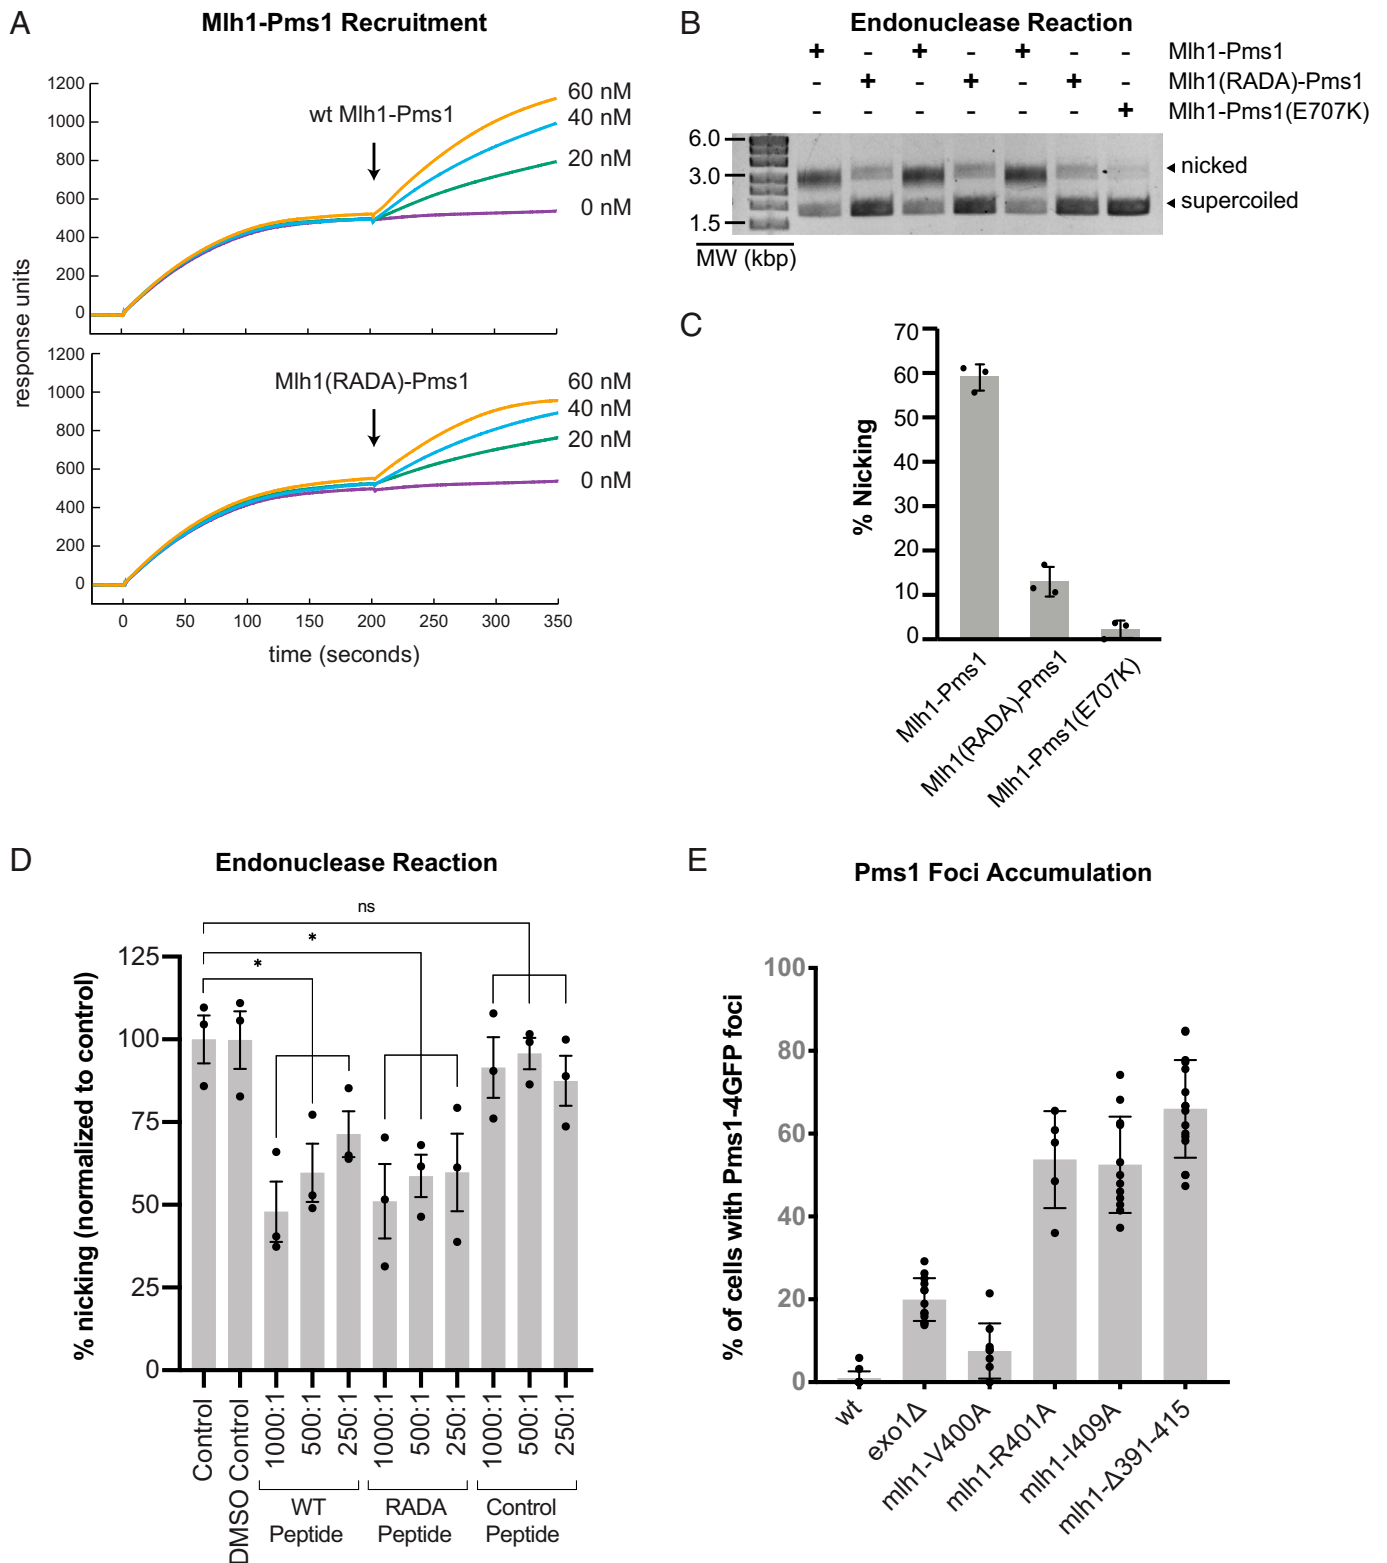 A
Mlh1-Pms1 Recruitment
1200
1000
800
600
400
200
0
wt Mlh1-Pms1
60 nM
40 nM
20 nM
0 nM
response units
1200
1000
800
600
400
200
0
Mlh1(RADA)-Pms1
60 nM
40 nM
20 nM
0 nM
0 50 100 150 200 250 300 350
time (seconds)
B
Endonuclease Reaction
+ - + - + - - Mlh1-Pms1
- + - + - + - Mlh1(RADA)-Pms1
- - - - - - + Mlh1-Pms1(E707K)
6.0
3.0
1.5
MW (kbp)
nicked
supercoiled
C
% Nicking
70
60
50
40
30
20
10
0
Mlh1-Pms1
Mlh1(RADA)-Pms1
Mlh1-Pms1(E707K)
D
Endonuclease Reaction
ns
*
*
% nicking (normalized to control)
125
100
75
50
25
0
Control
DMSO Control
1000:1
500:1
250:1
1000:1
500:1
250:1
1000:1
500:1
250:1
WT
Peptide
RADA
Peptide
Control
Peptide
E
Pms1 Foci Accumulation
% of cells with Pms1-4GFP foci
100
80
60
40
20
0
wt
exo1Δ
mlh1-V400A
mlh1-R401A
mlh1-I409A
mlh1-Δ391-415